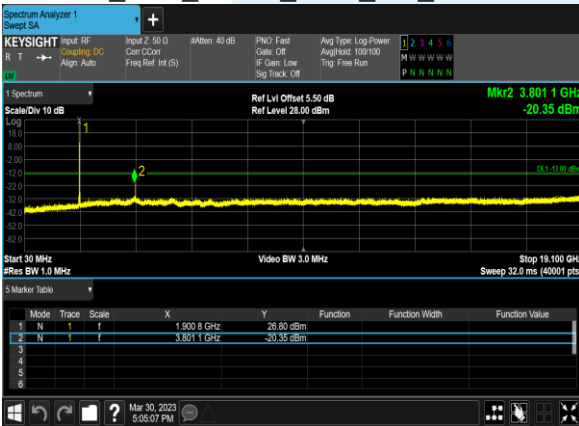 Spectrum Analyzer 1
Swept SA
+
KEYSIGHT Input: RF Input Z: 50 Ω #Atten: 40 dB PNO: Fast Avg Type: Log-Power 1 2 3 4 5 6
R T Coupling: DC Corr CCorr Gate: Off Avg|Hold: 100/100 M W W W W W
Align: Auto Freq Ref: Int (S) IF Gain: Low Trig: Free Run
Sig Track: Off P N N N N N
LV
1 Spectrum Ref Lvl Offset 5.50 dB Mkr2 3.801 1 GHz
Scale/Div 10 dB Ref Level 28.00 dBm -20.35 dBm
Log
18.0 1
8.00
-2.00
-12.0 2 DL1 -13.00 dBm
-22.0
-32.0
-42.0
-52.0
-62.0
Start 30 MHz Video BW 3.0 MHz Stop 19.100 GHz
#Res BW 1.0 MHz Sweep 32.0 ms (40001 pts)
5 Marker Table
Mode Trace Scale X Y Function Function Width Function Value
1 N 1 f 1.900 8 GHz 26.80 dBm
2 N 1 f 3.801 1 GHz -20.35 dBm
3
4
5
6
? Mar 30, 2023
5:05:07 PM